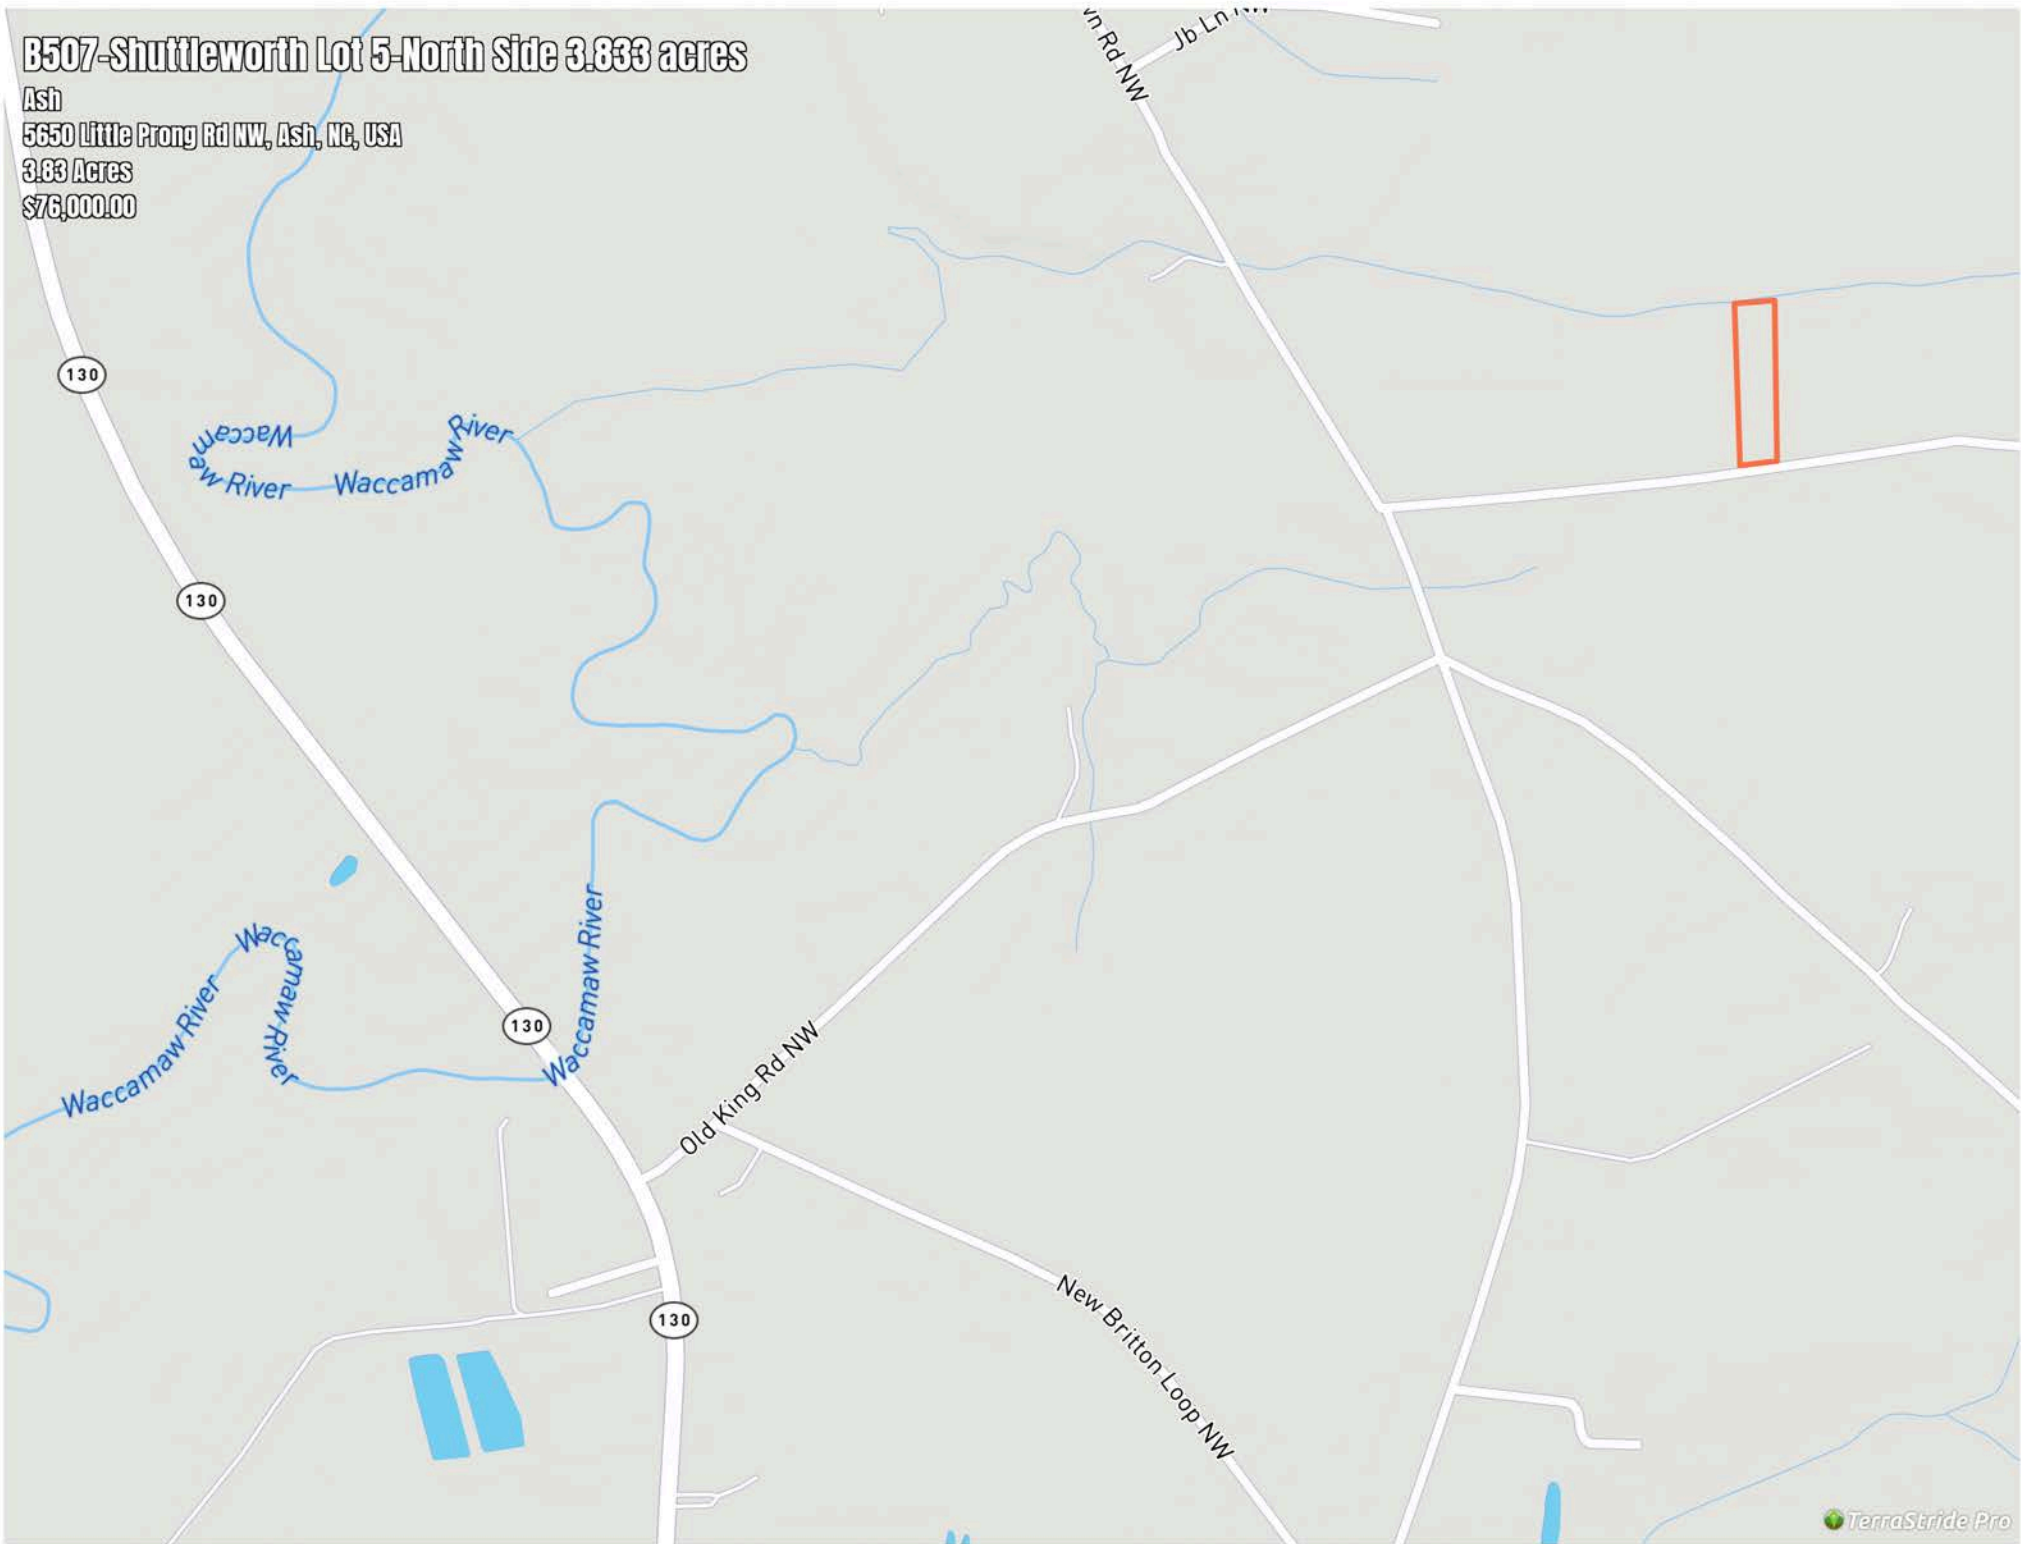 B507-Shuttleworth Lot 5-North Side 3.833 acres
Ash
5650 Little Prong Rd NW, Ash, NC, USA
3.83 Acres
$76,000.00
Jb Ln NW
Rd NW
130
Waccamaw River
Waccamaw River
130
Waccamaw River
Waccamaw River
Waccamaw River
130
Old King Rd NW
130
New Britton Loop NW
TerraStride Pro